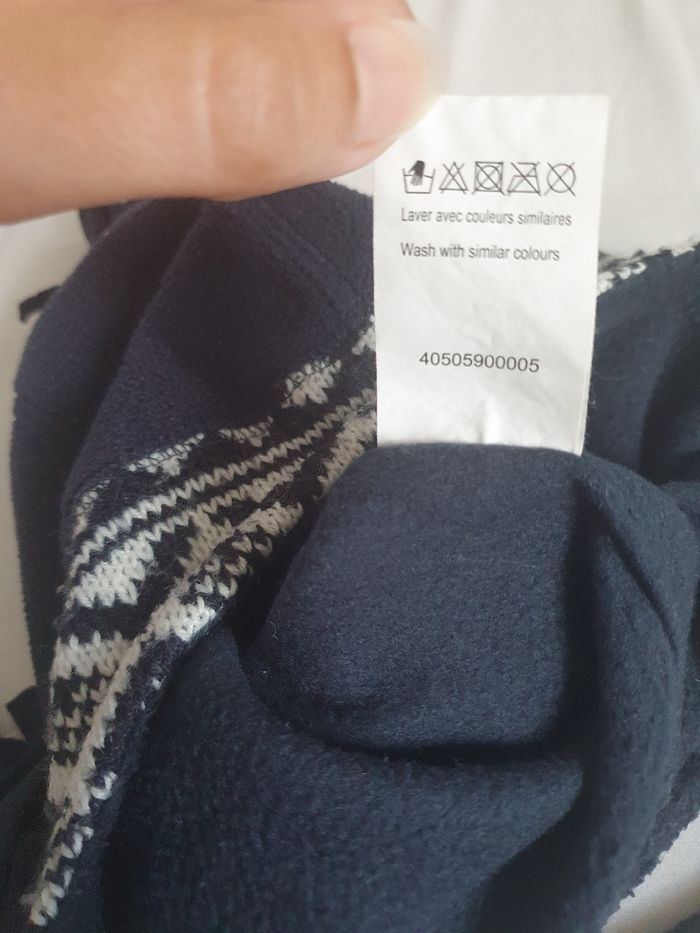 Laver avec couleurs similaires
Wash with similar colours
40505900005